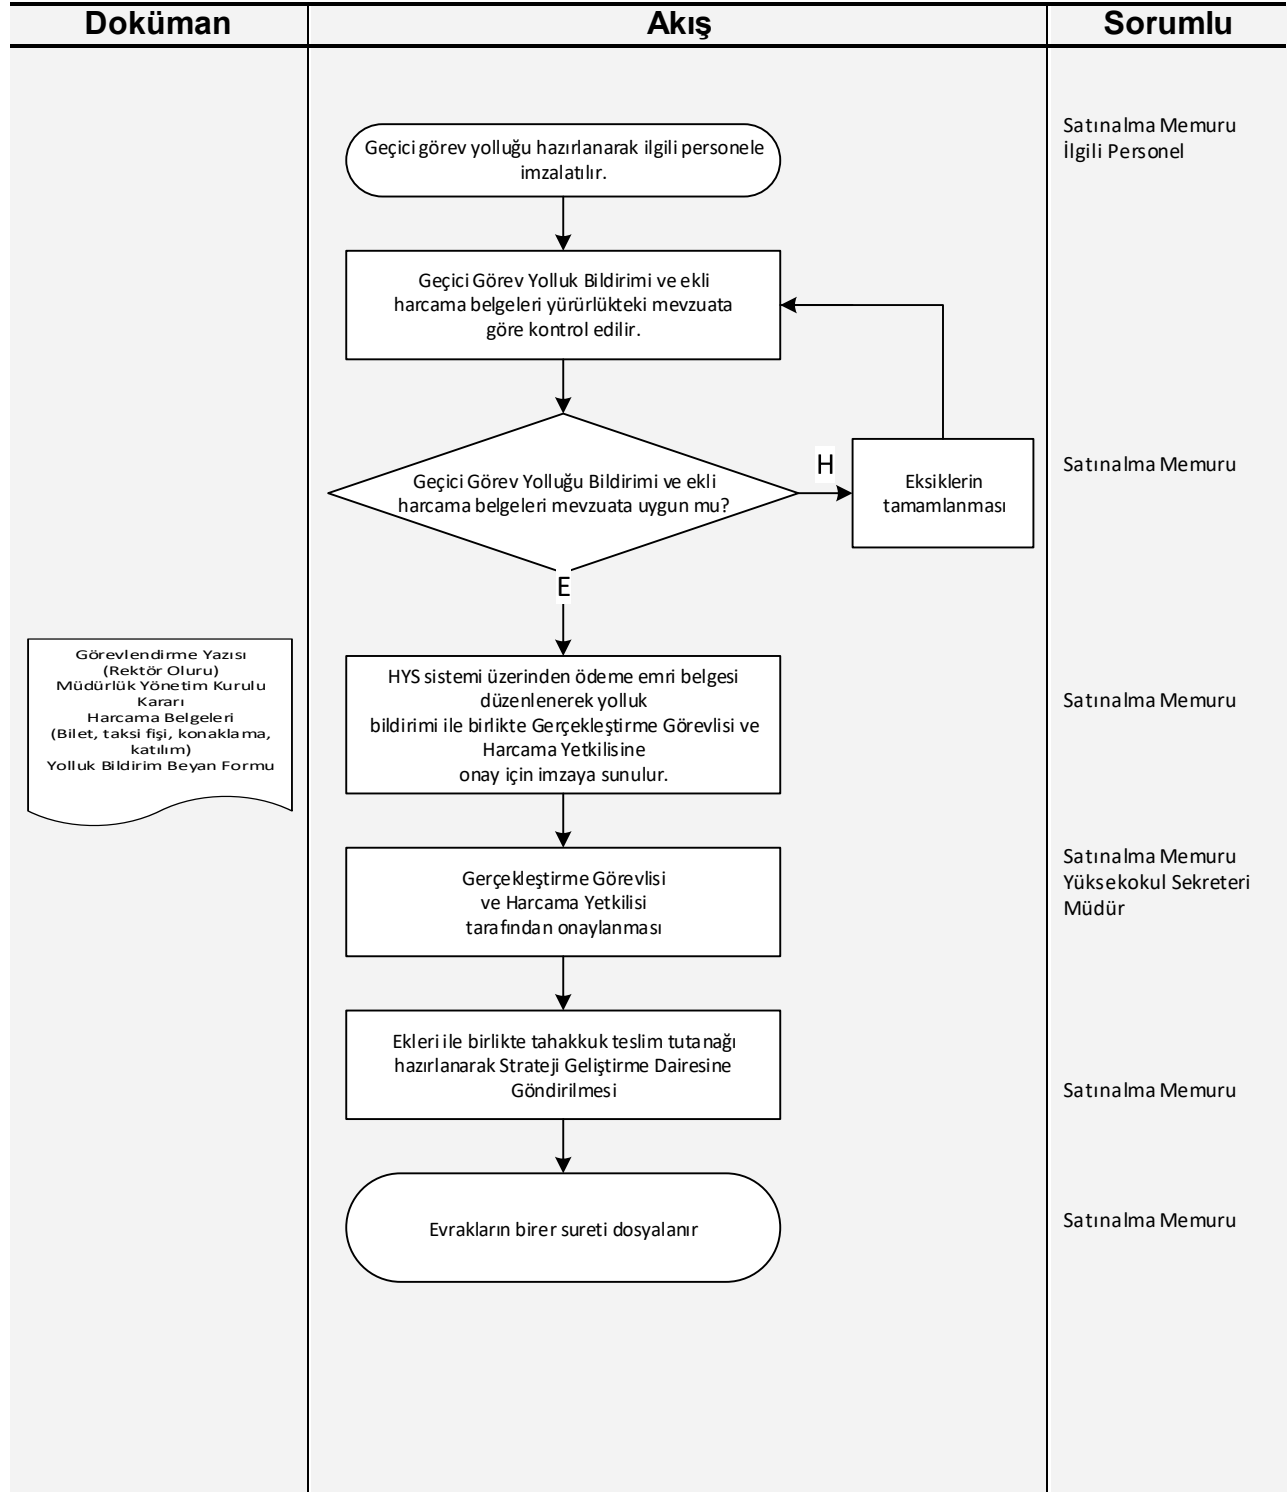 Doküman
Akış
Sorumlu
Geçici görev yolluğu hazırlanarak ilgili personele
imzalatılır.
Satınalma Memuru
İlgili Personel
Geçici Görev Yolluk Bildirimi ve ekli
harcama belgeleri yürürlükteki mevzuata
göre kontrol edilir.
Geçici Görev Yolluğu Bildirimi ve ekli
harcama belgeleri mevzuata uygun mu?
H
Eksiklerin
tamamlanması
Satınalma Memuru
E
Görevlendirme Yazısı
(Rektör Oluru)
Müdürlük Yönetim Kurulu
Kararı
Harcama Belgeleri
(Bilet, taksi fişi, konaklama,
katılım)
Yolluk Bildirim Beyan Formu
HYS sistemi üzerinden ödeme emri belgesi
düzenlenerek yolluk
bildirimi ile birlikte Gerçekleştirme Görevlisi ve
Harcama Yetkilisine
onay için imzaya sunulur.
Satınalma Memuru
Gerçekleştirme Görevlisi
ve Harcama Yetkilisi
tarafından onaylanması
Satınalma Memuru
Yüksekokul Sekreteri
Müdür
Ekleri ile birlikte tahakkuk teslim tutanağı
hazırlanarak Strateji Geliştirme Dairesine
Göndirilmesi
Satınalma Memuru
Evrakların birer sureti dosyalanır
Satınalma Memuru